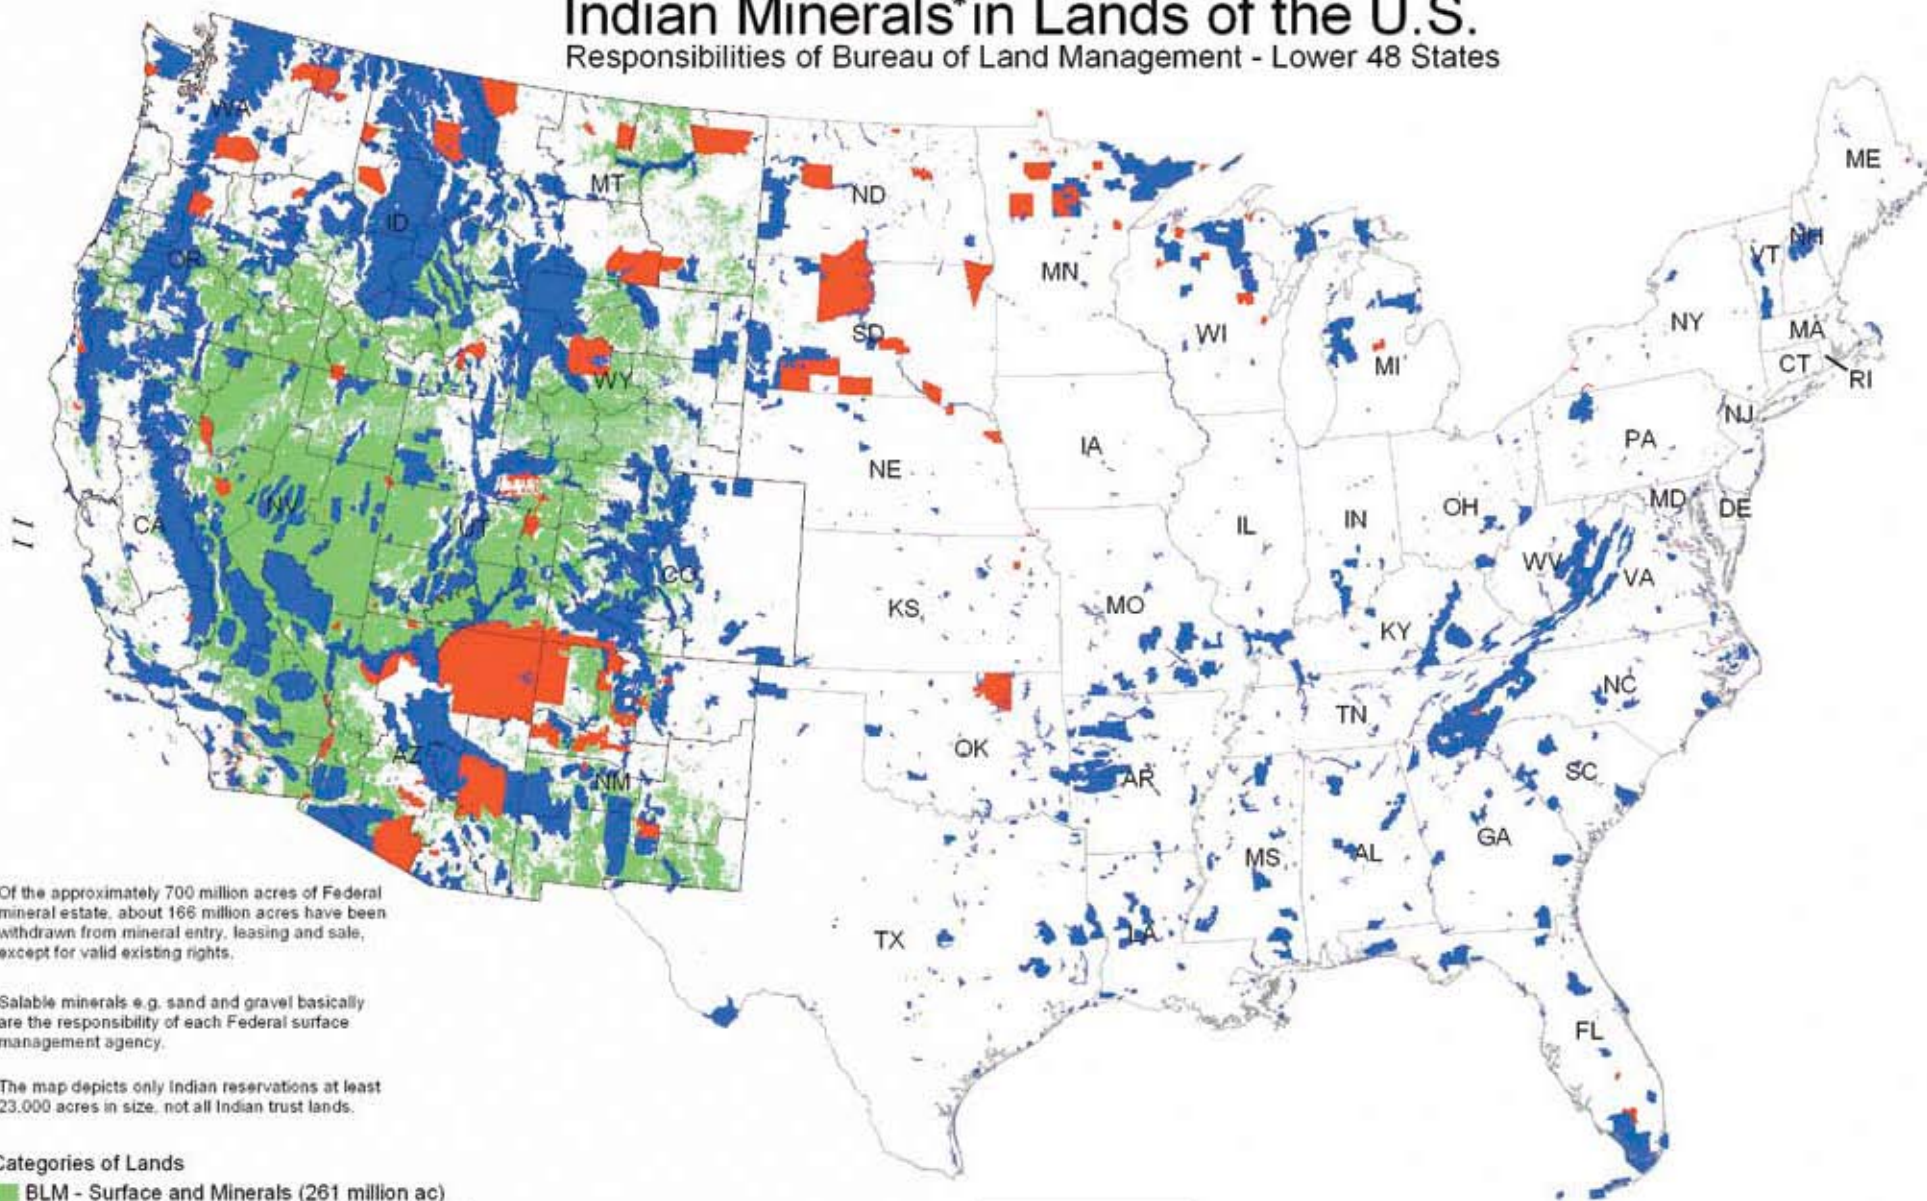 Indian Minerals* in Lands of the U.S.
Responsibilities of Bureau of Land Management - Lower 48 States
WA
MT
ND
ME
ID
OR
MN
VT
NH
SD
WI
NY
MA
MI
CT
RI
WY
NJ
IA
PA
NE
MD
DE
CA
NV
UT
IL
IN
OH
WV
VA
CO
KS
MO
KY
NC
TN
AZ
OK
NM
AR
SC
GA
MS
AL
TX
LA
FL
11
Of the approximately 700 million acres of Federal
mineral estate, about 166 million acres have been
withdrawn from mineral entry, leasing and sale,
except for valid existing rights.
Salable minerals e.g. sand and gravel basically
are the responsibility of each Federal surface
management agency.
The map depicts only Indian reservations at least
23,000 acres in size, not all Indian trust lands.
Categories of Lands
BLM - Surface and Minerals (261 million ac)